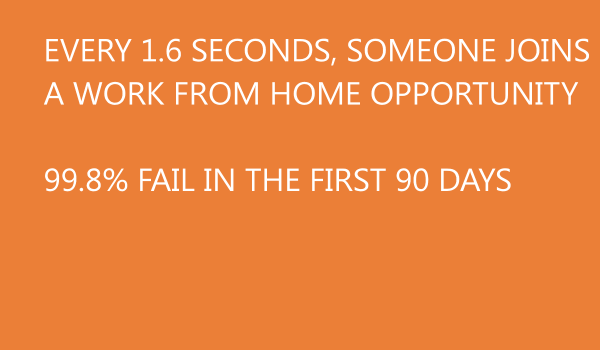 EVERY 1.6 SECONDS, SOMEONE JOINS
A WORK FROM HOME OPPORTUNITY
99.8% FAIL IN THE FIRST 90 DAYS